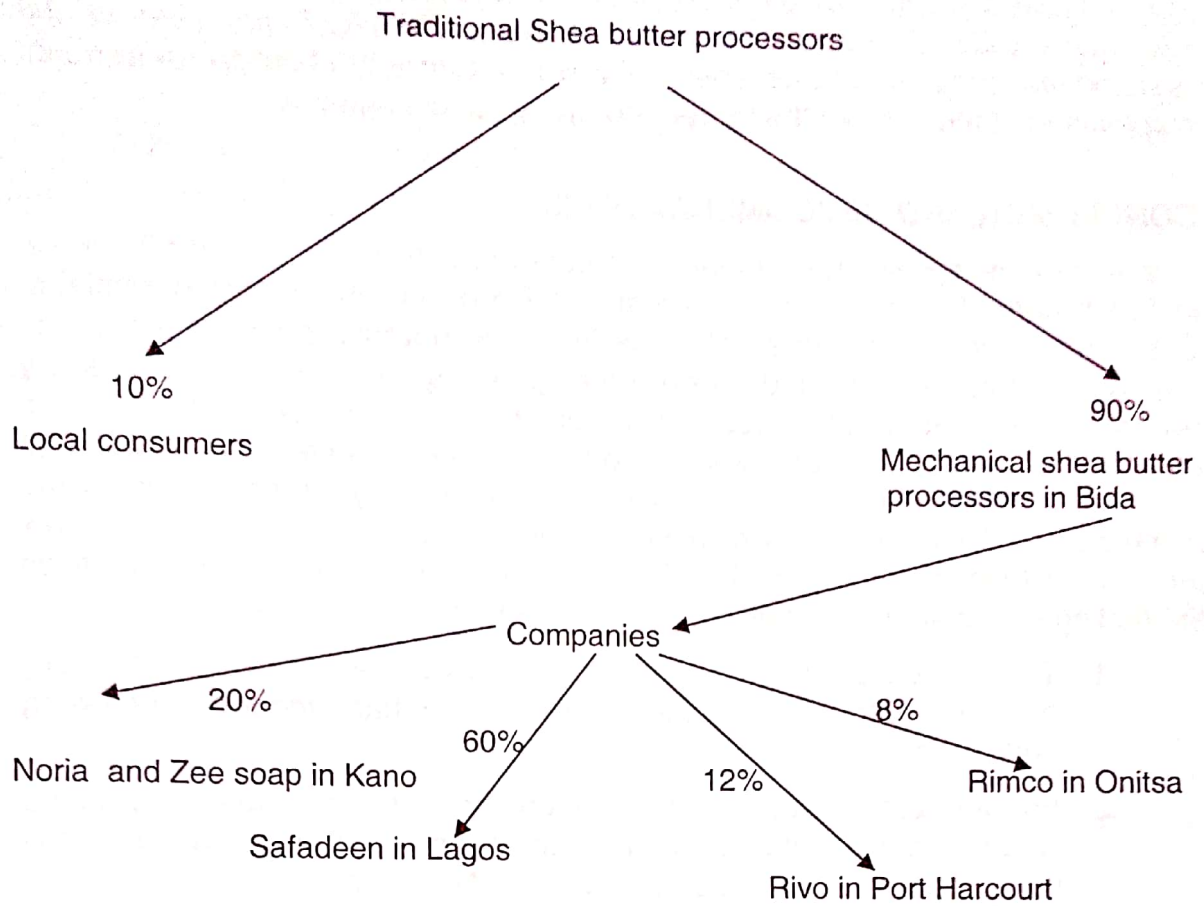 Traditional Shea butter processors
10%
Local consumers
90%
Mechanical shea butter
processors in Bida
Companies
20%
60%
12%
8%
Noria and Zee soap in Kano
Safadeen in Lagos
Rivo in Port Harcourt
Rimco in Onitsa